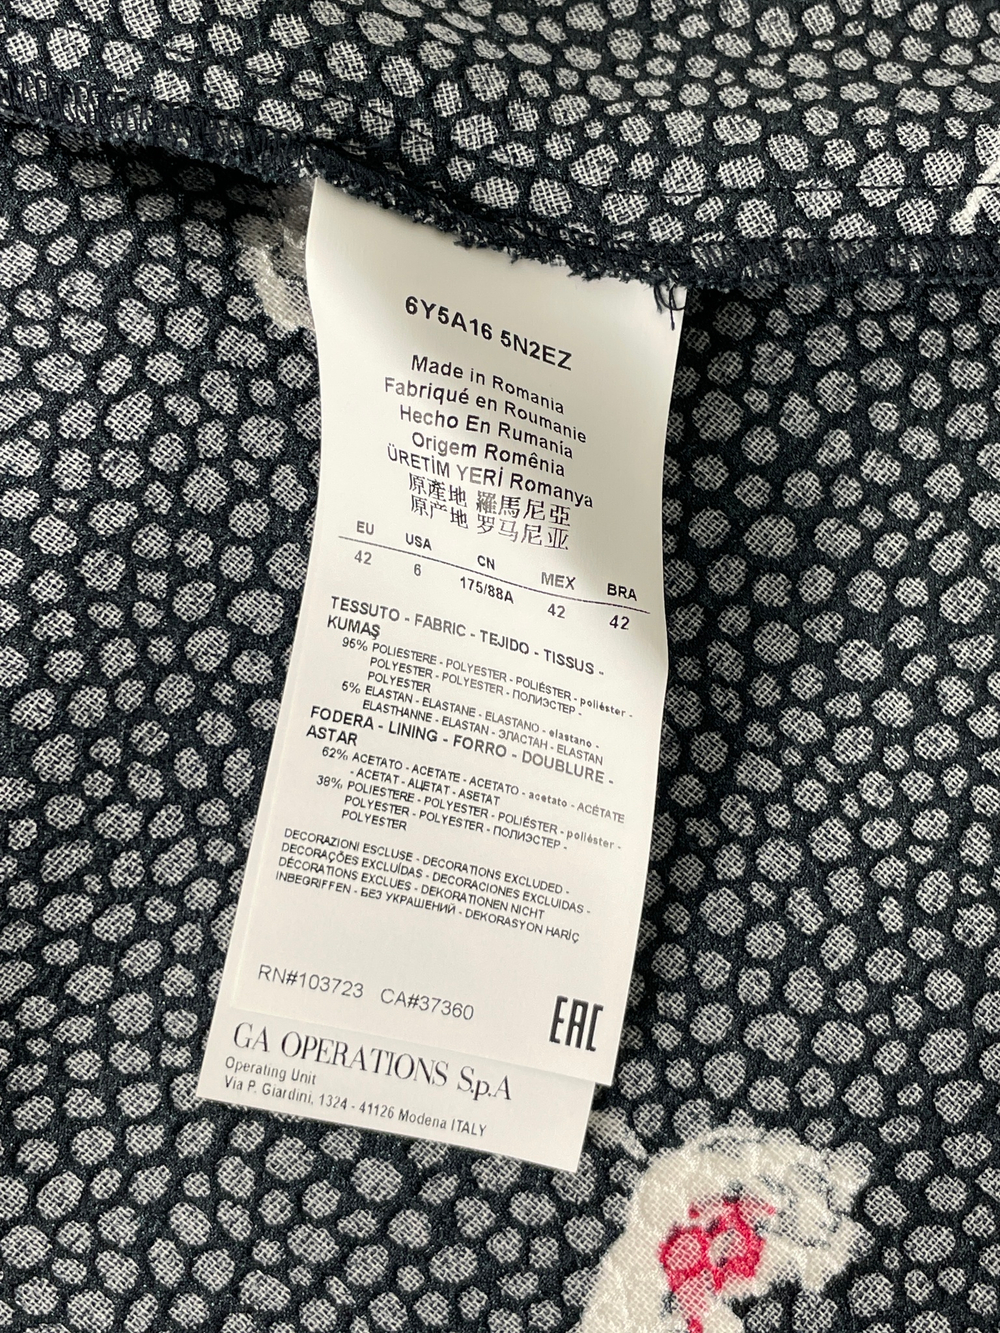 6Y5A16 5N2EZ
Made in Romania
Fabriqué en Roumanie
Hecho En Rumanía
Origem Romênia
ÜRETİM YERİ Romanya
原產地 羅馬尼亞
原产地 罗马尼亚
EU USA CN MEX BRA
42 6 175/88A 42 42
TESSUTO - FABRIC - TEJIDO - TISSUS -
KUMAŞ
95% POLIESTERE - POLYESTER - POLIÉSTER - poliéster -
POLYESTER - POLYESTER - ПОЛИЭСТЕР -
POLYESTER
5% ELASTAN - ELASTANE - ELASTANO - elastano -
ELASTHANNE - ELASTAN - ЭЛАСТАН - ELASTAN
FODERA - LINING - FORRO - DOUBLURE -
ASTAR
62% ACETATO - ACETATE - ACETATO - acetato - ACÉTATE
- ACETAT - АЦЕТАТ - ASETAT
38% POLIESTERE - POLYESTER - POLIÉSTER - poliéster -
POLYESTER - POLYESTER - ПОЛИЭСТЕР -
POLYESTER
DECORAZIONI ESCLUSE - DECORATIONS EXCLUDED -
DECORAÇÕES EXCLUÍDAS - DECORACIONES EXCLUIDAS -
DÉCORATIONS EXCLUES - DEKORATIONEN NICHT
INBEGRIFFEN - БЕЗ УКРАШЕНИЙ - DEKORASYON HARİÇ
RN#103723 CA#37360
EAC
GA OPERATIONS S.p.A
Operating Unit
Via P. Giardini, 1324 - 41126 Modena ITALY